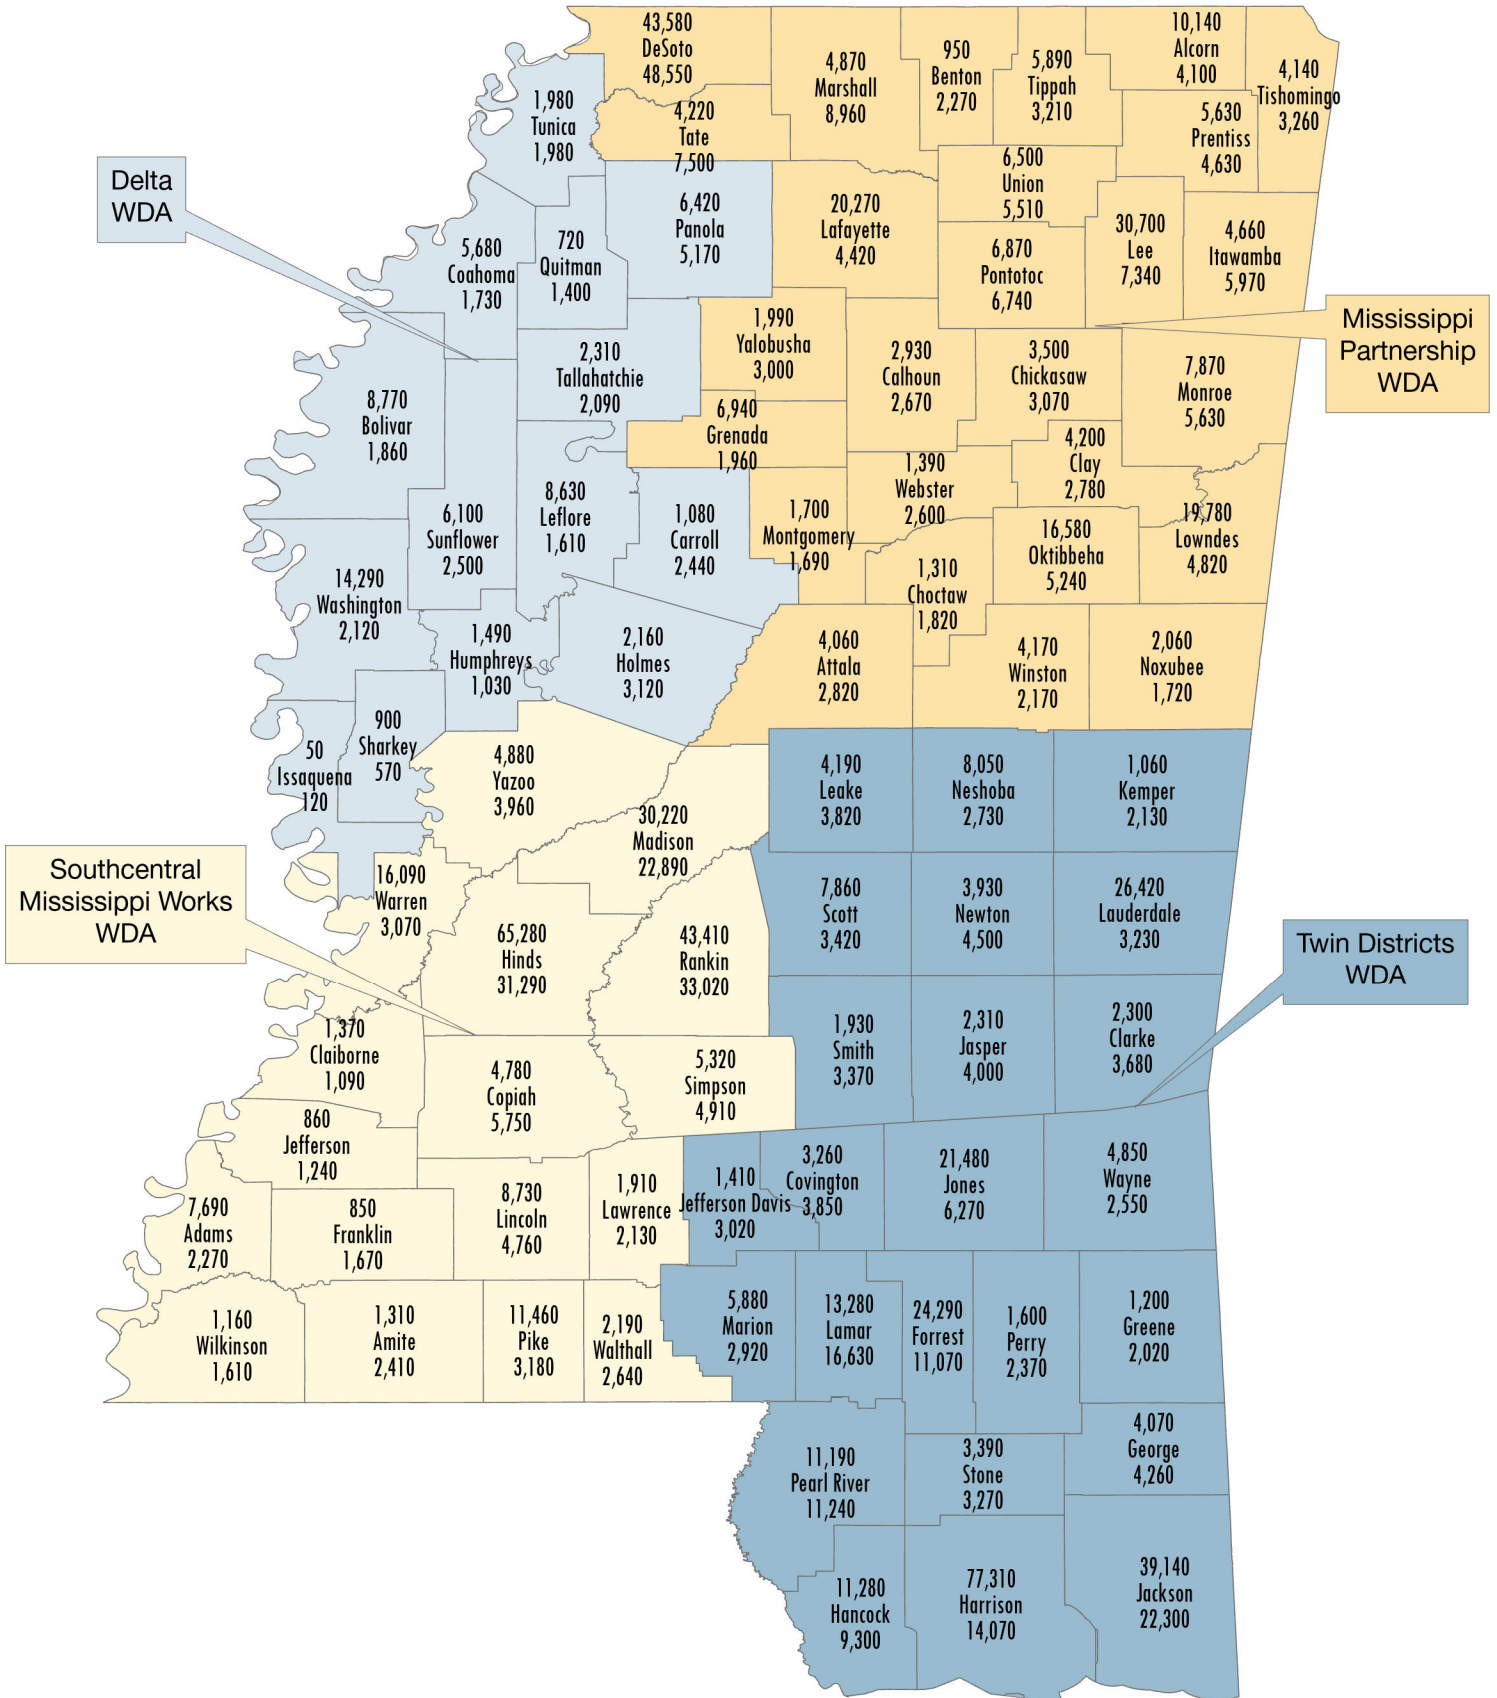 43,580
DeSoto
48,550
4,870
Marshall
8,960
950
Benton
2,270
5,890
Tippah
3,210
10,140
Alcorn
4,100
4,140
Tishomingo
3,260
1,980
Tunica
1,980
4,220
Tate
7,500
5,630
Prentiss
4,630
6,500
Union
5,510
Delta
WDA
6,420
Panola
5,170
20,270
Lafayette
4,420
30,700
Lee
7,340
4,660
Itawamba
5,970
5,680
Coahoma
1,730
720
Quitman
1,400
6,870
Pontotoc
6,740
Mississippi
Partnership
WDA
1,990
Yalobusha
3,000
2,310
Tallahatchie
2,090
2,930
Calhoun
2,670
3,500
Chickasaw
3,070
7,870
Monroe
5,630
8,770
Bolivar
1,860
6,940
Grenada
1,960
4,200
Clay
2,780
1,390
Webster
2,600
6,100
Sunflower
2,500
8,630
Leflore
1,610
1,080
Carroll
2,440
1,700
Montgomery
1,690
16,580
Oktibbeha
5,240
19,780
Lowndes
4,820
1,310
Choctaw
1,820
14,290
Washington
2,120
1,490
Humphreys
1,030
2,160
Holmes
3,120
4,060
Attala
2,820
4,170
Winston
2,170
2,060
Noxubee
1,720
50
Issaquena
120
900
Sharkey
570
4,880
Yazoo
3,960
30,220
Madison
22,890
4,190
Leake
3,820
8,050
Neshoba
2,730
1,060
Kemper
2,130
Southcentral
Mississippi Works
WDA
16,090
Warren
3,070
65,280
Hinds
31,290
43,410
Rankin
33,020
7,860
Scott
3,420
3,930
Newton
4,500
26,420
Lauderdale
3,230
Twin Districts
WDA
1,370
Claiborne
1,090
4,780
Copiah
5,750
5,320
Simpson
4,910
1,930
Smith
3,370
2,310
Jasper
4,000
2,300
Clarke
3,680
860
Jefferson
1,240
7,690
Adams
2,270
850
Franklin
1,670
8,730
Lincoln
4,760
1,910
Lawrence
2,130
1,410
Jefferson Davis
3,020
3,260
Covington
3,850
21,480
Jones
6,270
4,850
Wayne
2,550
1,160
Wilkinson
1,610
1,310
Amite
2,410
11,460
Pike
3,180
2,190
Walthall
2,640
5,880
Marion
2,920
13,280
Lamar
16,630
24,290
Forrest
11,070
1,600
Perry
2,370
1,200
Greene
2,020
11,190
Pearl River
11,240
3,390
Stone
3,270
4,070
George
4,260
11,280
Hancock
9,300
77,310
Harrison
14,070
39,140
Jackson
22,300